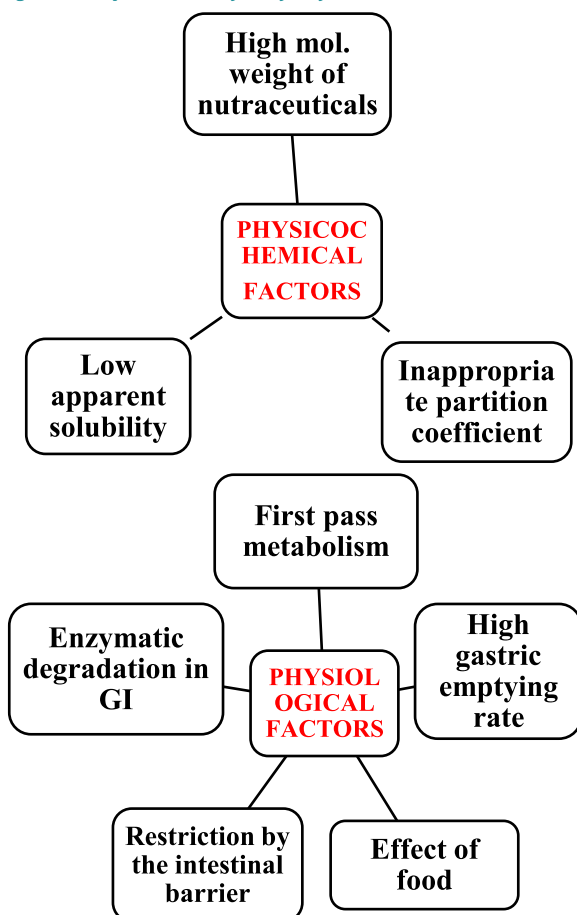 High mol.
weight of
nutraceuticals
PHYSICOC
HEMICAL
FACTORS
Low
apparent
solubility
Inappropria
te partition
coefficient
First pass
metabolism
Enzymatic
degradation in
GI
PHYSIOL
OGICAL
FACTORS
High
gastric
emptying
rate
Restriction by
the intestinal
barrier
Effect of
food